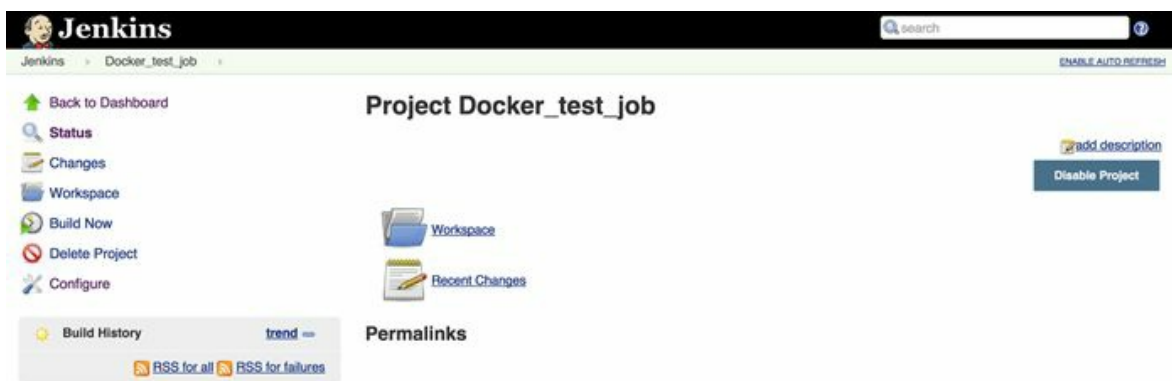 Jenkins
search
Jenkins Docker_test_job
ENABLE AUTO REFRESH
Back to Dashboard
Status
Changes
Workspace
Build Now
Delete Project
Configure
Build History trend
RSS for all RSS for failures
Project Docker_test_job
add description
Disable Project
Workspace
Recent Changes
Permalinks